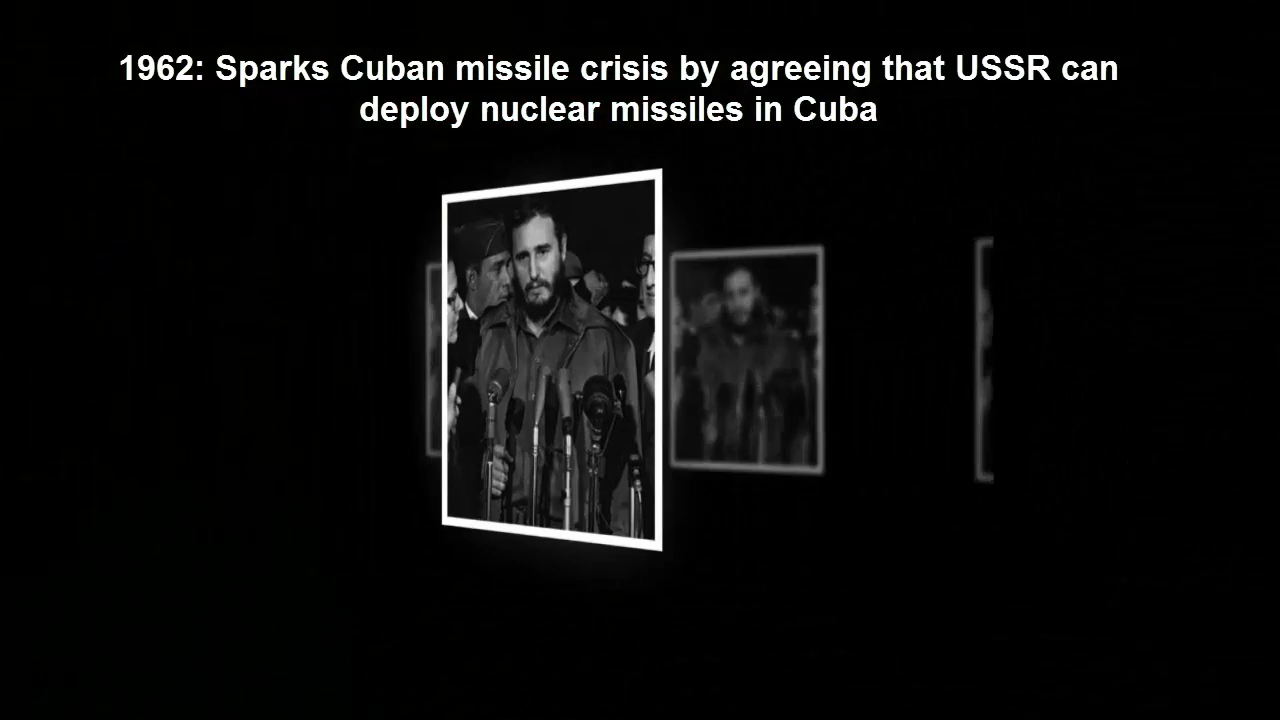 1962: Sparks Cuban missile crisis by agreeing that USSR can
deploy nuclear missiles in Cuba